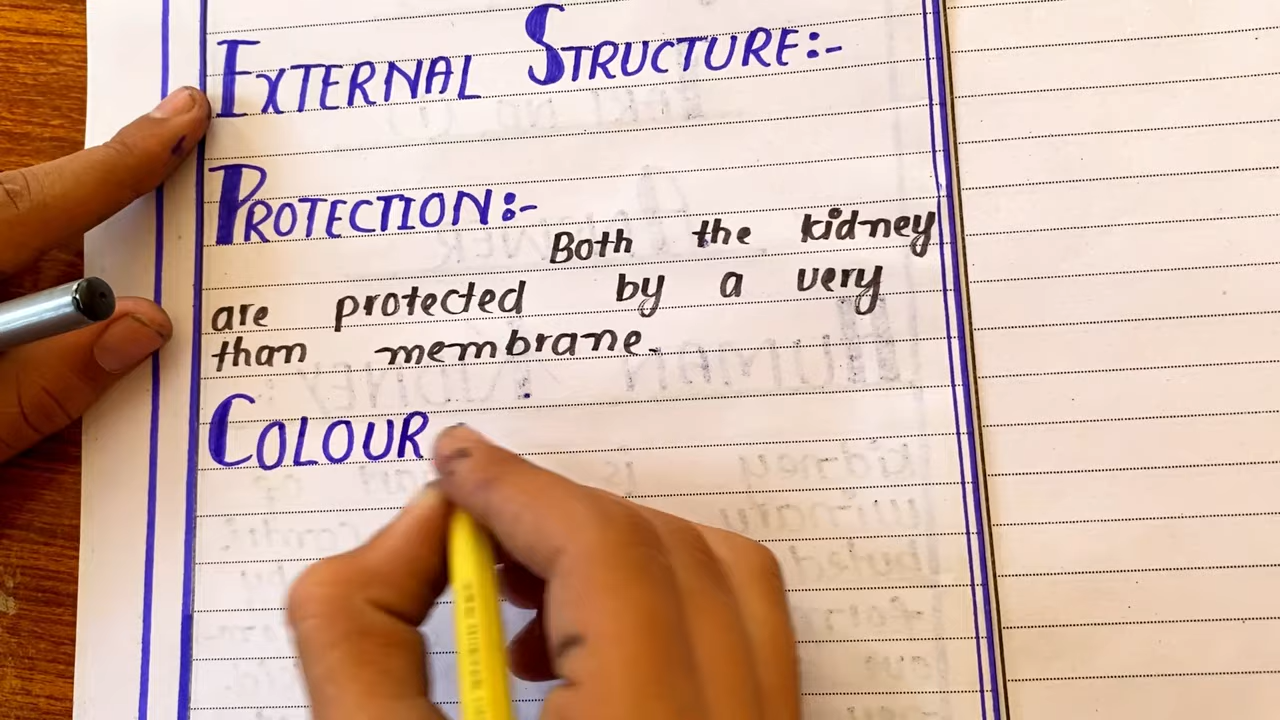 EXTERNAL STRUCTURE:-
PROTECTION:-
Both the kidney
are protected by a very
than membrane.
COLOUR